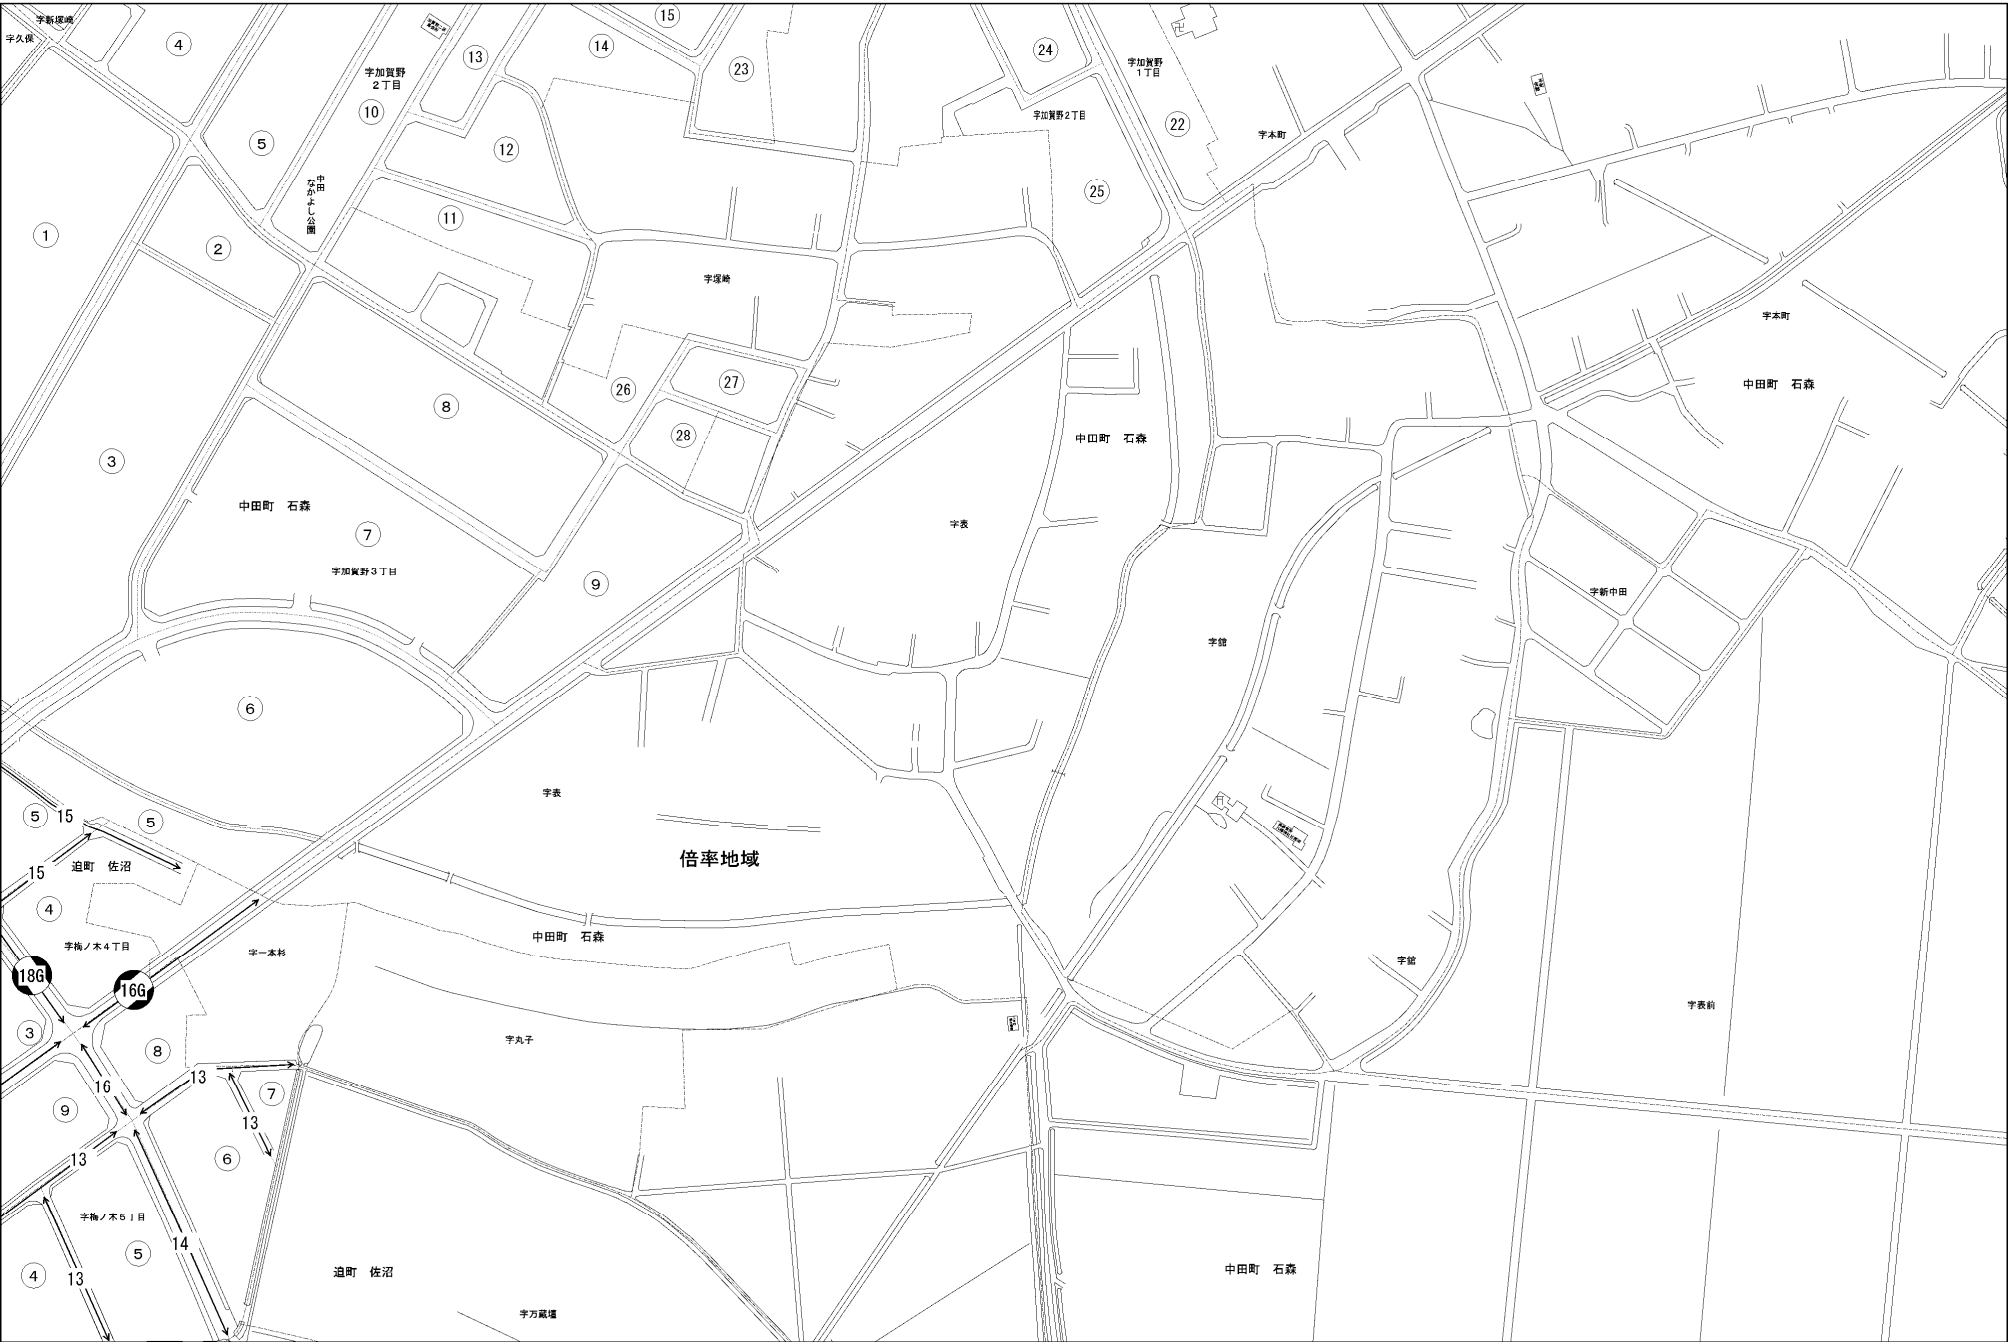 字新塚崎
字久保
4
13
14
15
23
24
字加賀野
1丁目
字加賀野
2丁目
10
5
12
字加賀野2丁目
22
字本町
中田
なかよし公園
11
25
1
2
字塚崎
字本町
8
26
27
28
中田町 石森
中田町 石森
3
中田町 石森
7
字加賀野3丁目
9
字表
字新中田
字舘
6
字表
5
15
5
倍率地域
15
迫町 佐沼
4
字梅ノ木4丁目
字一本杉
中田町 石森
字舘
18G
16G
3
8
字丸子
字表前
16
13
7
9
13
6
13
字梅ノ木5丁目
14
5
4
13
迫町 佐沼
中田町 石森
字万蔵壇